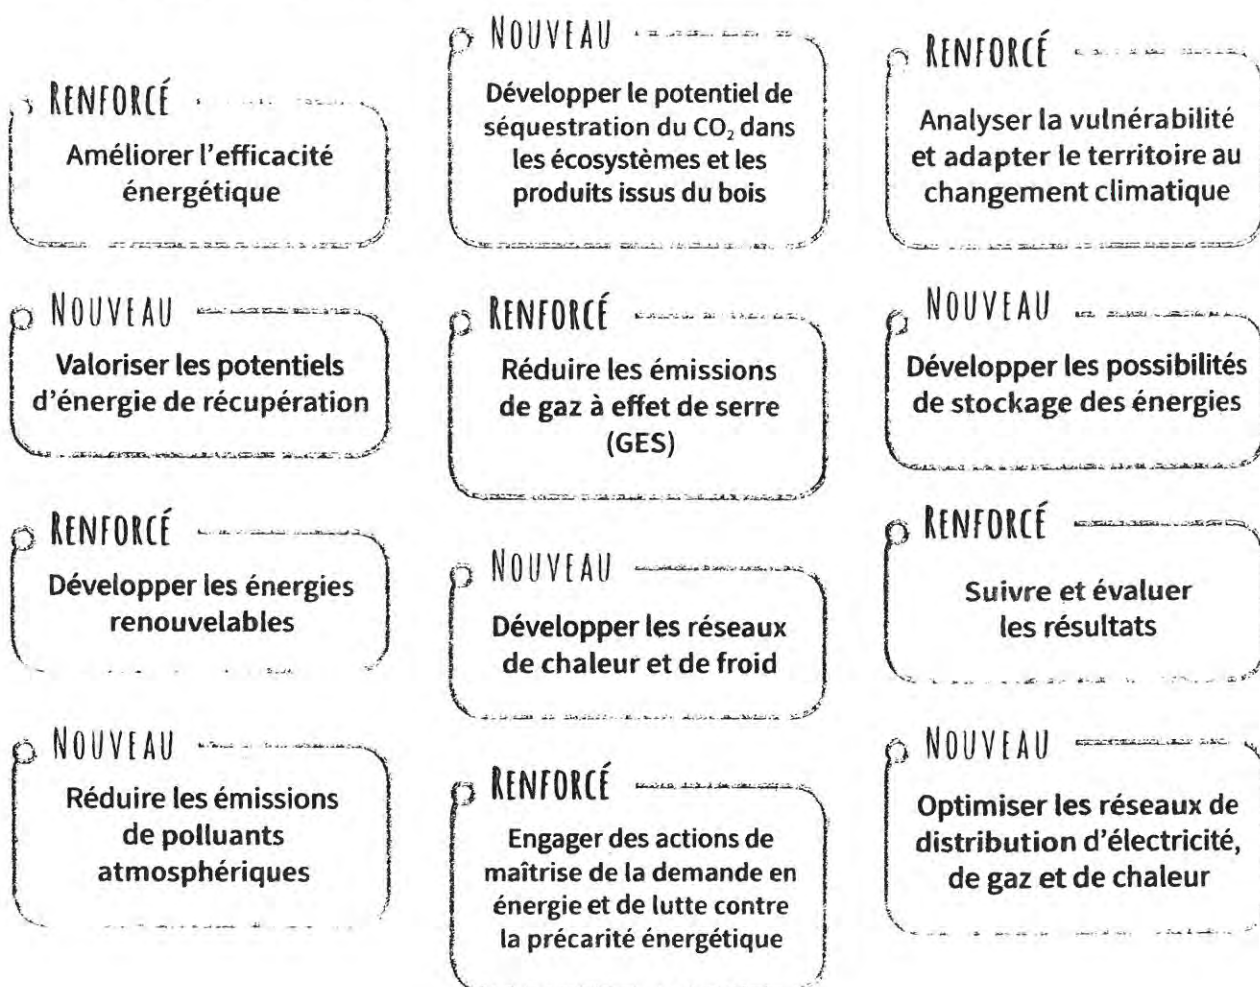 RENFORCÉ
Améliorer l'efficacité
énergétique
NOUVEAU
Développer le potentiel de
séquestration du CO₂ dans
les écosystèmes et les
produits issus du bois
RENFORCÉ
Analyser la vulnérabilité
et adapter le territoire au
changement climatique
NOUVEAU
Valoriser les potentiels
d'énergie de récupération
RENFORCÉ
Réduire les émissions
de gaz à effet de serre
(GES)
NOUVEAU
Développer les possibilités
de stockage des énergies
RENFORCÉ
Développer les énergies
renouvelables
NOUVEAU
Développer les réseaux
de chaleur et de froid
RENFORCÉ
Suivre et évaluer
les résultats
NOUVEAU
Réduire les émissions
de polluants
atmosphériques
RENFORCÉ
Engager des actions de
maîtrise de la demande en
énergie et de lutte contre
la précarité énergétique
NOUVEAU
Optimiser les réseaux de
distribution d'électricité,
de gaz et de chaleur